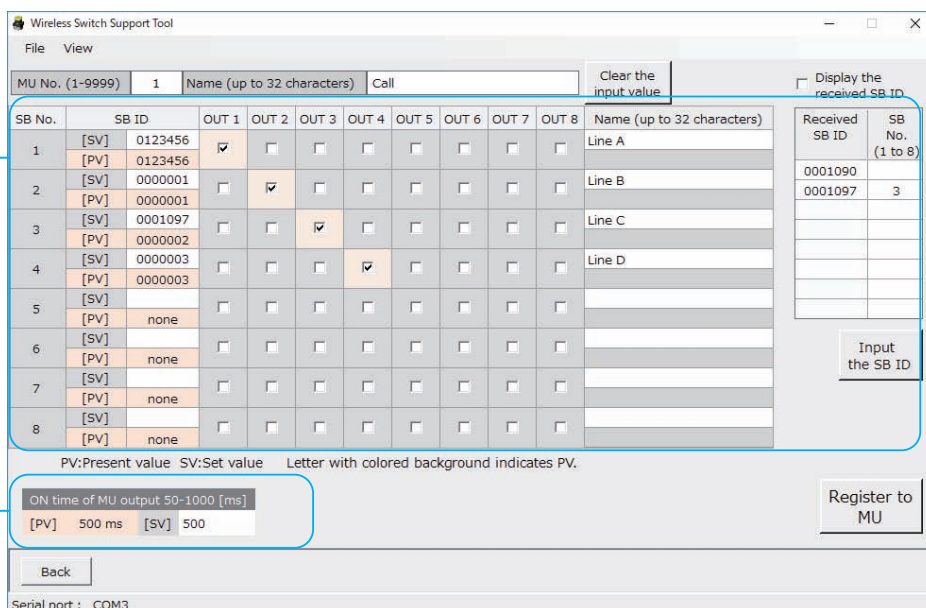 Wireless Switch Support Tool
File View
MU No. (1-9999) 1 Name (up to 32 characters) Call
Clear the
input value
Display the
received SB ID
SB No. SB ID OUT 1 OUT 2 OUT 3 OUT 4 OUT 5 OUT 6 OUT 7 OUT 8 Name (up to 32 characters)
1 [SV] 0123456 Line A
[PV] 0123456
2 [SV] 0000001 Line B
[PV] 0000001
3 [SV] 0001097 Line C
[PV] 0000002
4 [SV] 0000003 Line D
[PV] 0000003
5 [SV]
[PV] none
6 [SV]
[PV] none
7 [SV]
[PV] none
8 [SV]
[PV] none
Received
SB ID
SB
No.
(1 to 8)
0001090
0001097 3
Input
the SB ID
PV:Present value SV:Set value Letter with colored background indicates PV.
ON time of MU output 50-1000 [ms]
[PV] 500 ms [SV] 500
Register to
MU
Back
Serial port : COM3